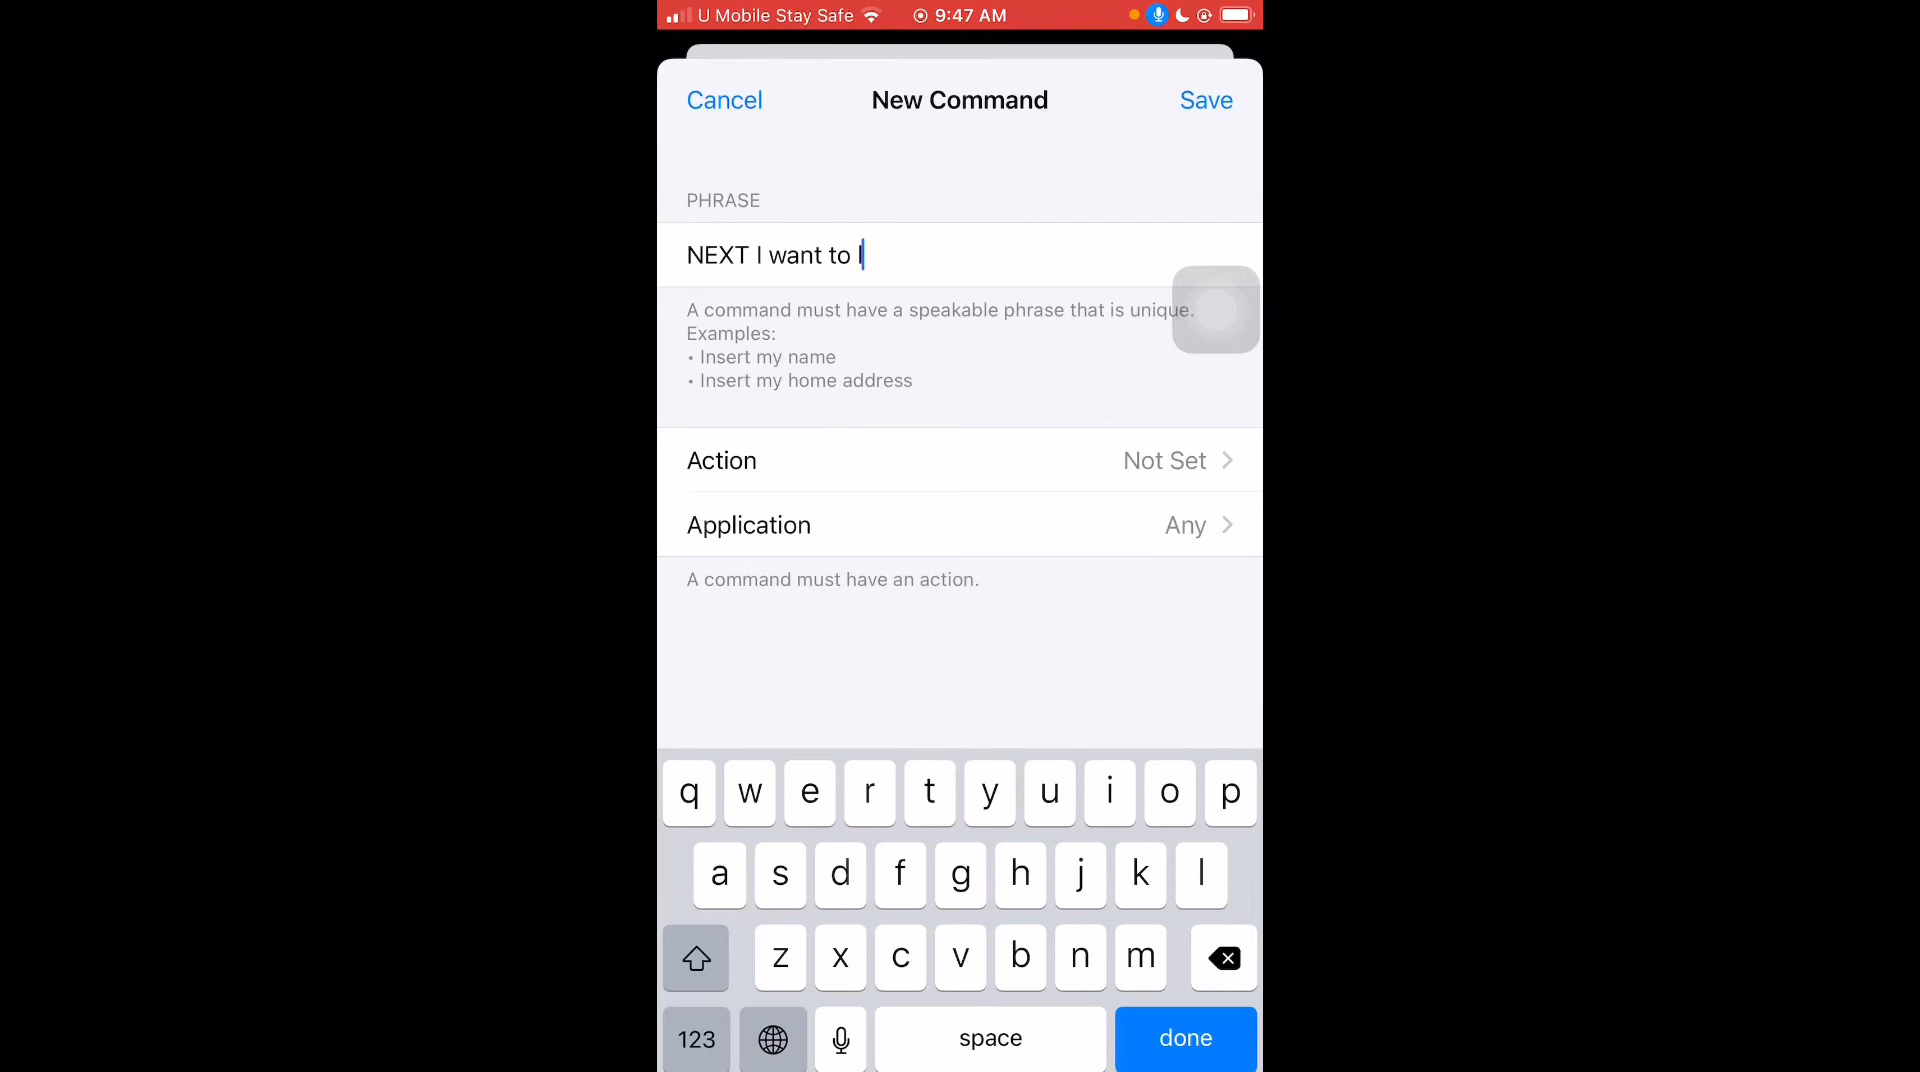 U Mobile Stay Safe 9:47 AM
Cancel New Command Save
PHRASE
NEXT I want to l
A command must have a speakable phrase that is unique.
Examples:
• Insert my name
• Insert my home address
Action Not Set
Application Any
A command must have an action.
q w e r t y u i o p
a s d f g h j k l
z x c v b n m
123 space done